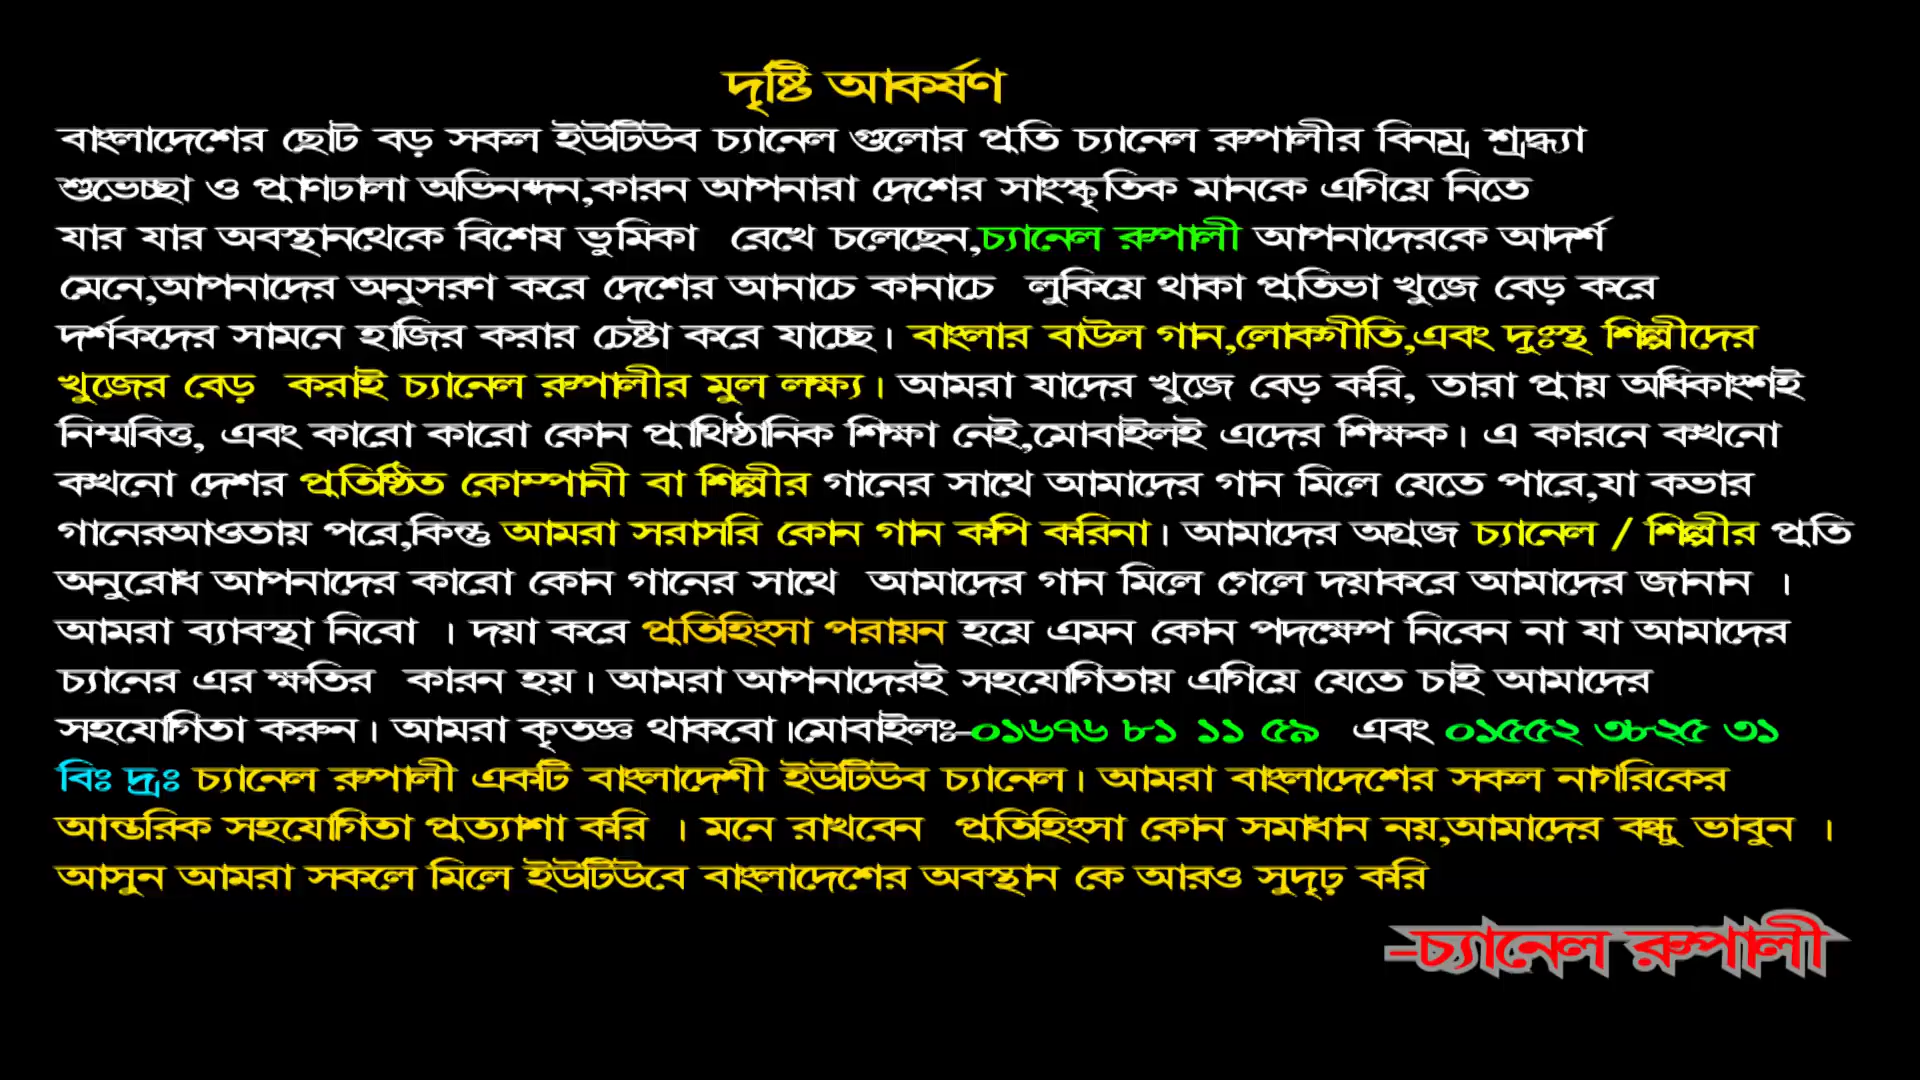 দৃষ্টি আকর্ষণ
বাংলাদেশের ছোট বড় সকল ইউটিউব চ্যানেল গুলোর প্রতি চ্যানেল রুপালীর বিনম্র শ্রদ্ধ্যা
শুভেচ্ছা ও প্রাণঢালা অভিনন্দন,কারন আপনারা দেশের সাংস্কৃতিক মানকে এগিয়ে নিতে
যার যার অবস্থানথেকে বিশেষ ভুমিকা রেখে চলেছেন,চ্যানেল রুপালী আপনাদেরকে আদর্শ
মেনে,আপনাদের অনুসরণ করে দেশের আনাচে কানাচে লুকিয়ে থাকা প্রতিভা খুজে বেড় করে
দর্শকদের সামনে হাজির করার চেষ্টা করে যাচ্ছে। বাংলার বাউল গান,লোকগীতি,এবং দুঃস্থ শিল্পীদের
খুজের বেড় করাই চ্যানেল রুপালীর মুল লক্ষ্য। আমরা যাদের খুজে বেড় করি, তারা প্রায় অধিকাংশই
নিম্মবিত্ত, এবং কারো কারো কোন প্রাথিষ্ঠানিক শিক্ষা নেই,মোবাইলই এদের শিক্ষক। এ কারনে কখনো
কখনো দেশর প্রতিষ্ঠিত কোম্পানী বা শিল্পীর গানের সাথে আমাদের গান মিলে যেতে পারে,যা কভার
গানেরআওতায় পরে,কিন্তু আমরা সরাসরি কোন গান কপি করিনা। আমাদের অগ্রজ চ্যানেল / শিল্পীর প্রতি
অনুরোধ আপনাদের কারো কোন গানের সাথে আমাদের গান মিলে গেলে দয়াকরে আমাদের জানান ।
আমরা ব্যাবস্থা নিবো । দয়া করে প্রতিহিংসা পরায়ন হয়ে এমন কোন পদক্ষেপ নিবেন না যা আমাদের
চ্যানের এর ক্ষতির কারন হয়। আমরা আপনাদেরই সহযোগিতায় এগিয়ে যেতে চাই আমাদের
সহযোগিতা করুন। আমরা কৃতজ্ঞ থাকবো।মোবাইলঃ-০১৬৭৬ ৮১ ১১ ৫৯ এবং ০১৫৫২ ৩৮২৫ ৩১
বিঃ দ্রঃ চ্যানেল রুপালী একটি বাংলাদেশী ইউটিউব চ্যানেল। আমরা বাংলাদেশের সকল নাগরিকের
আন্তরিক সহযোগিতা প্রত্যাশা করি । মনে রাখবেন প্রতিহিংসা কোন সমাধান নয়,আমাদের বন্ধু ভাবুন ।
আসুন আমরা সকলে মিলে ইউটিউবে বাংলাদেশের অবস্থান কে আরও সুদৃঢ় করি
-চ্যানেল রুপালী